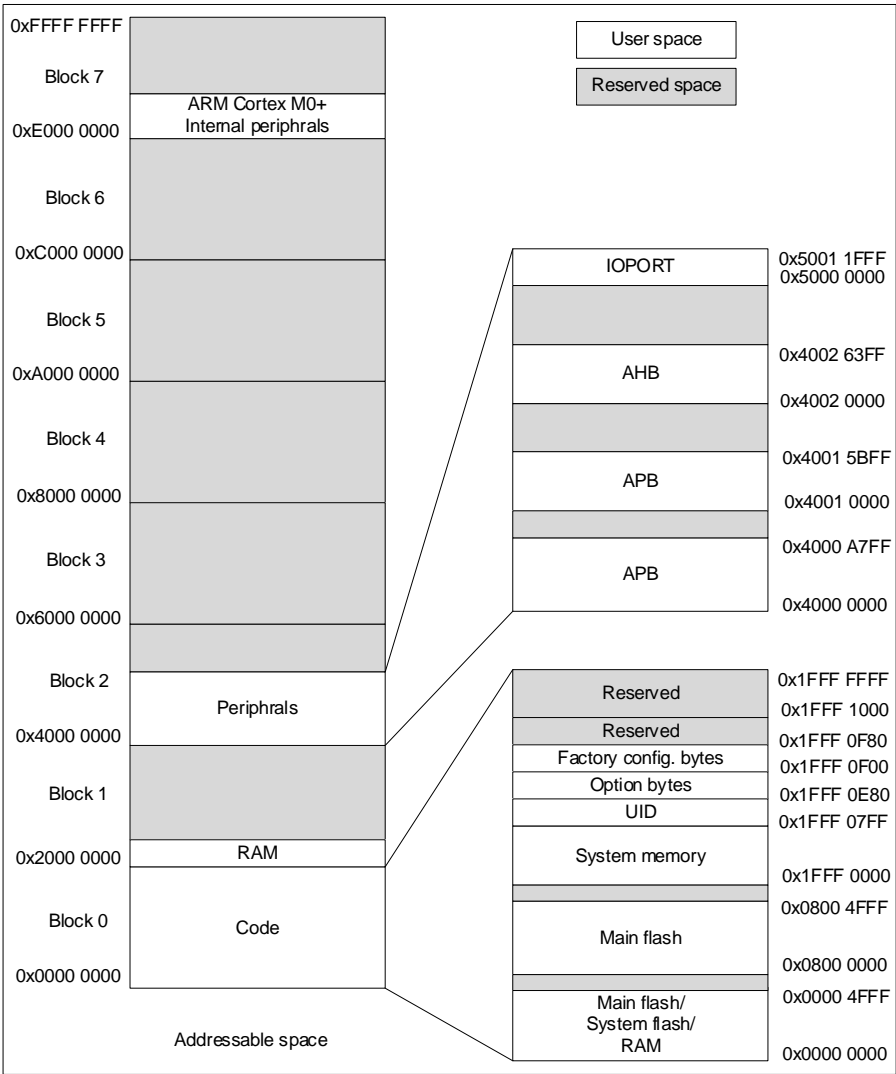 0xFFFF FFFF
Block 7
ARM Cortex M0+
Internal periphrals
0xE000 0000
Block 6
0xC000 0000
Block 5
0xA000 0000
Block 4
0x8000 0000
Block 3
0x6000 0000
Block 2
Periphrals
0x4000 0000
Block 1
0x2000 0000
RAM
Block 0
Code
0x0000 0000
Addressable space
User space
Reserved space
IOPORT
0x5001 1FFF
0x5000 0000
0x4002 63FF
AHB
0x4002 0000
0x4001 5BFF
APB
0x4001 0000
0x4000 A7FF
APB
0x4000 0000
0x1FFF FFFF
Reserved
0x1FFF 1000
Reserved
0x1FFF 0F80
Factory config. bytes
0x1FFF 0F00
Option bytes
0x1FFF 0E80
UID
0x1FFF 07FF
System memory
0x1FFF 0000
0x0800 4FFF
Main flash
0x0800 0000
0x0000 4FFF
Main flash/
System flash/
RAM
0x0000 0000